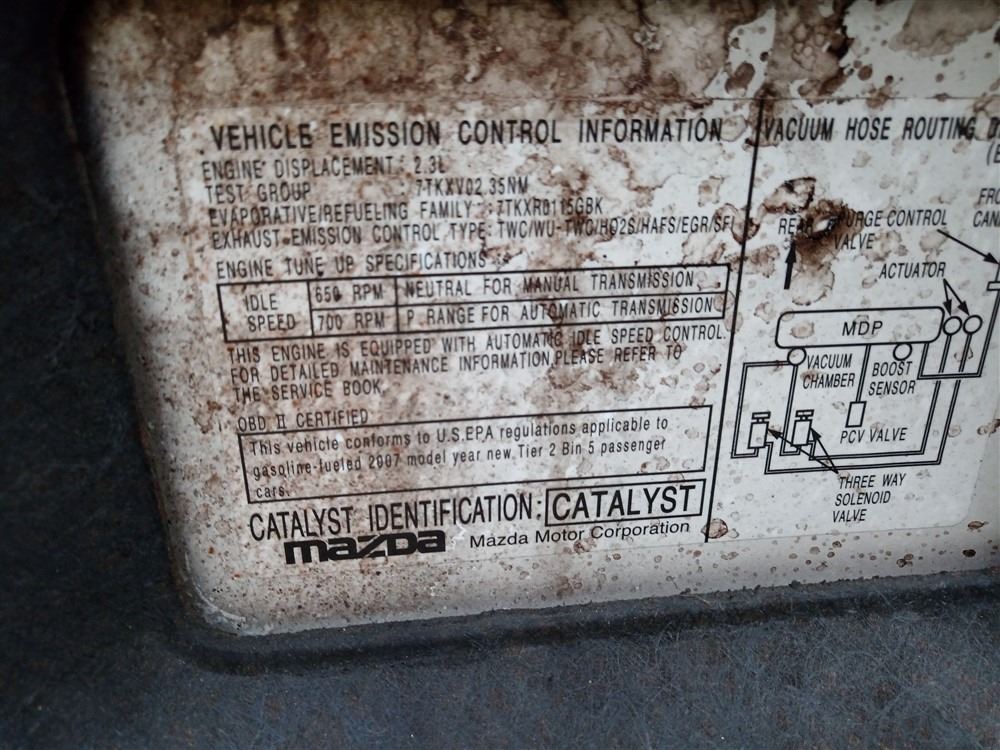 VEHICLE EMISSION CONTROL INFORMATION
ENGINE DISPLACEMENT : 2.3L
TEST GROUP : 7TKXV02.35NM
EVAPORATIVE/REFUELING FAMILY : 7TKXR0115GBK
EXHAUST EMISSION CONTROL TYPE: TWC/WU-TWC/HO2S/HAFS/EGR/SFI
ENGINE TUNE UP SPECIFICATIONS
IDLE SPEED
650 RPM NEUTRAL FOR MANUAL TRANSMISSION
700 RPM P RANGE FOR AUTOMATIC TRANSMISSION
THIS ENGINE IS EQUIPPED WITH AUTOMATIC IDLE SPEED CONTROL.
FOR DETAILED MAINTENANCE INFORMATION,PLEASE REFER TO
THE SERVICE BOOK.
OBD II CERTIFIED
This vehicle conforms to U.S.EPA regulations applicable to
gasoline-fueled 2007 model year new Tier 2 Bin 5 passenger
cars.
CATALYST IDENTIFICATION: CATALYST
mazda Mazda Motor Corporation
VACUUM HOSE ROUTING
REAR
PURGE CONTROL
VALVE
ACTUATOR
MDP
VACUUM
CHAMBER
BOOST
SENSOR
PCV VALVE
THREE WAY
SOLENOID
VALVE